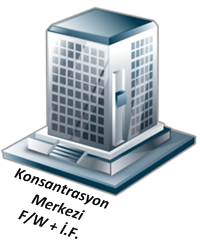 Konsantrasyon
Merkezi
F/W + İ.F.